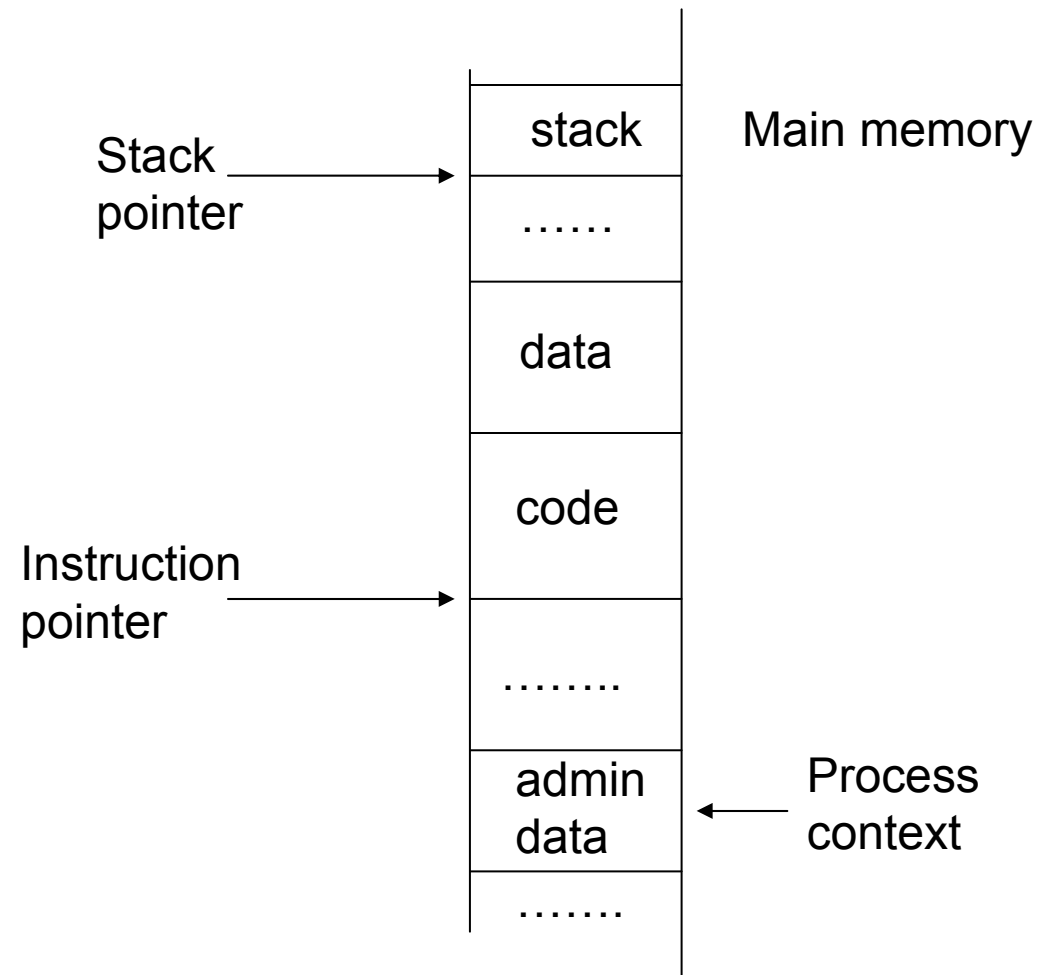 stack
Main memory
Stack
pointer
……
data
code
Instruction
pointer
……..
admin
data
Process
context
…….